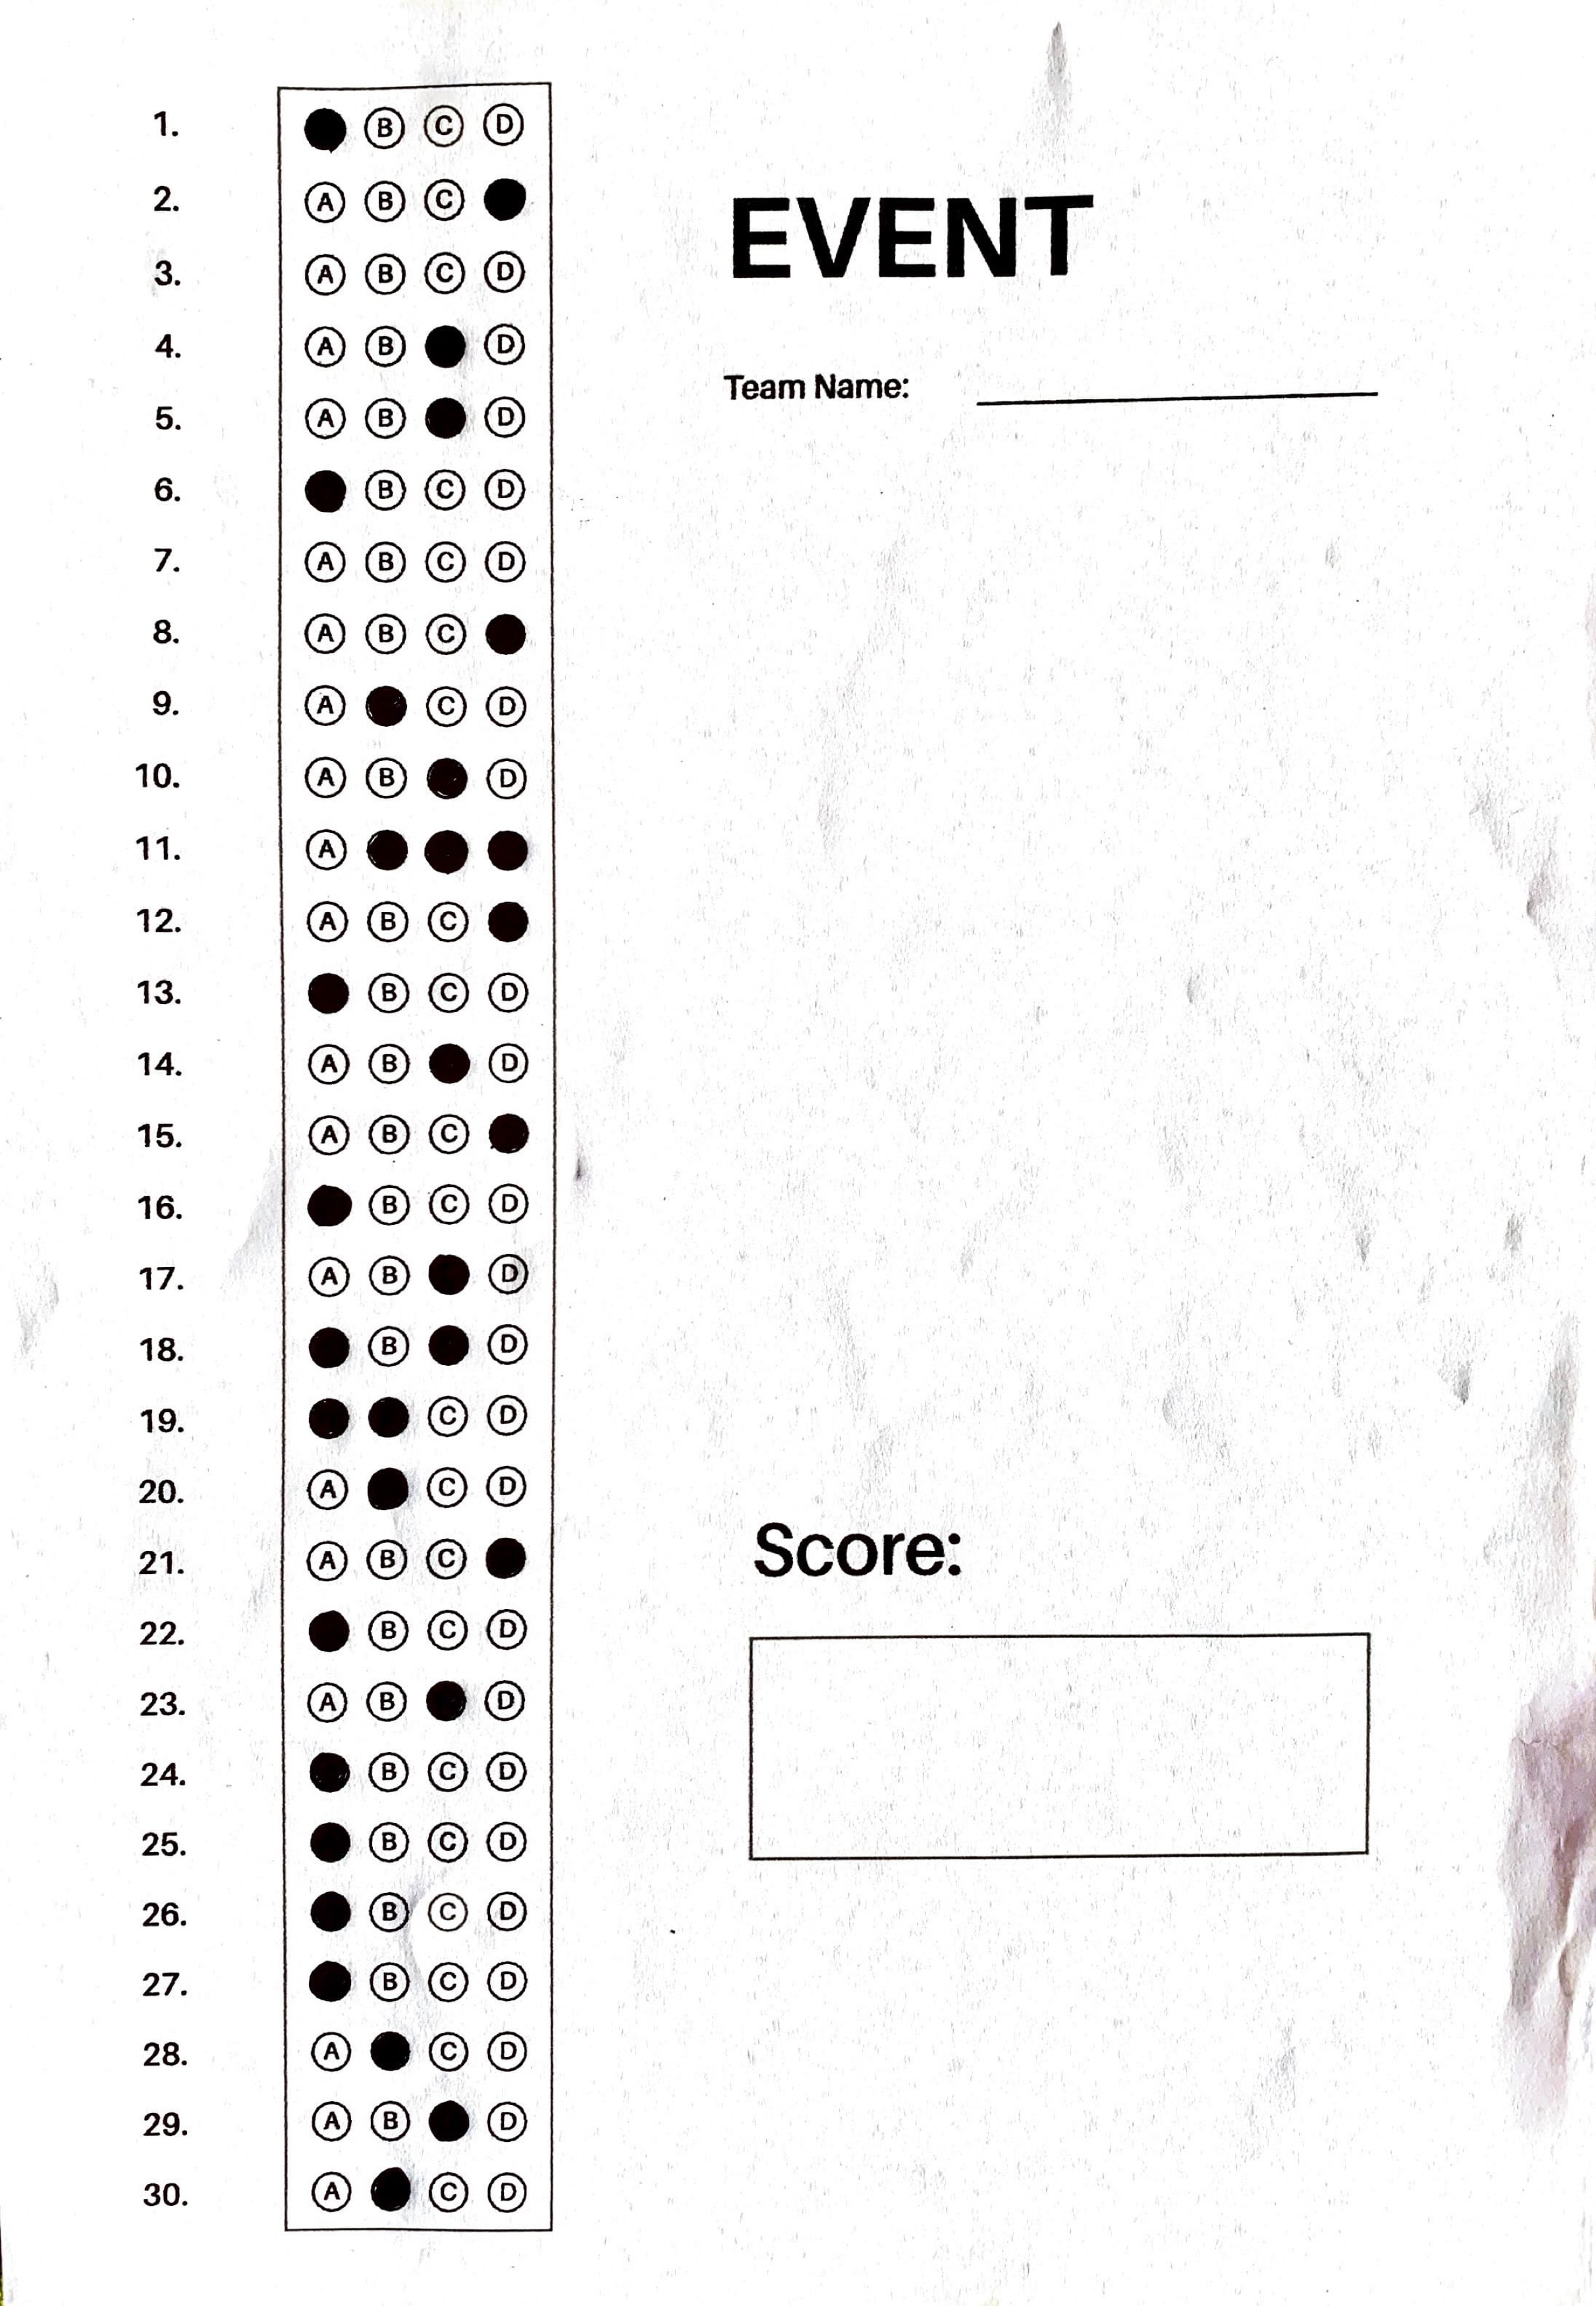 1. B C D
2. A B C
3. A B C D
4. A B D
5. A B D
6. B C D
7. A B C D
8. A B C
9. A C D
10. A B D
11. A
12. A B C
13. B C D
14. A B D
15. A B C
16. B C D
17. A B D
18. B D
19. C D
20. A C D
21. A B C
22. B C D
23. A B D
24. B C D
25. B C D
26. B C D
27. B C D
28. A C D
29. A B D
30. A C D
EVENT
Team Name:
Score: